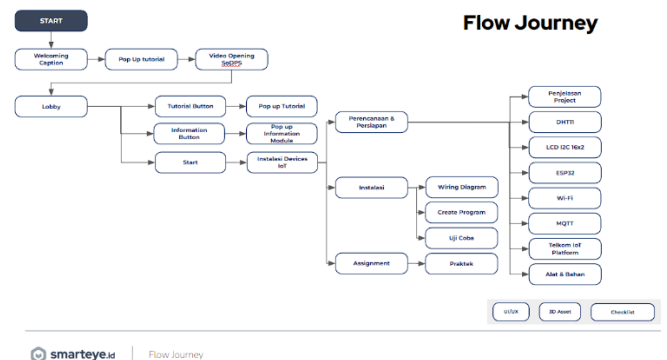 Flow Journey
START
Welcoming
Caption
Pop Up tutorial
Video Opening
SoDPS
Lobby
Tutorial Button
Pop up Tutorial
Information
Button
Pop up
Information
Module
Start
Instalasi Devices
IoT
Perencanaan &
Persiapan
Instalasi
Assignment
Wiring Diagram
Create Program
Uji Coba
Praktek
Penjelasan
Project
DHT11
LCD I2C 16x2
ESP32
Wi-Fi
MQTT
Telkom IoT
Platform
Alat & Bahan
UI/UX
3D Asset
Checklist
smarteye.id
Flow Journey